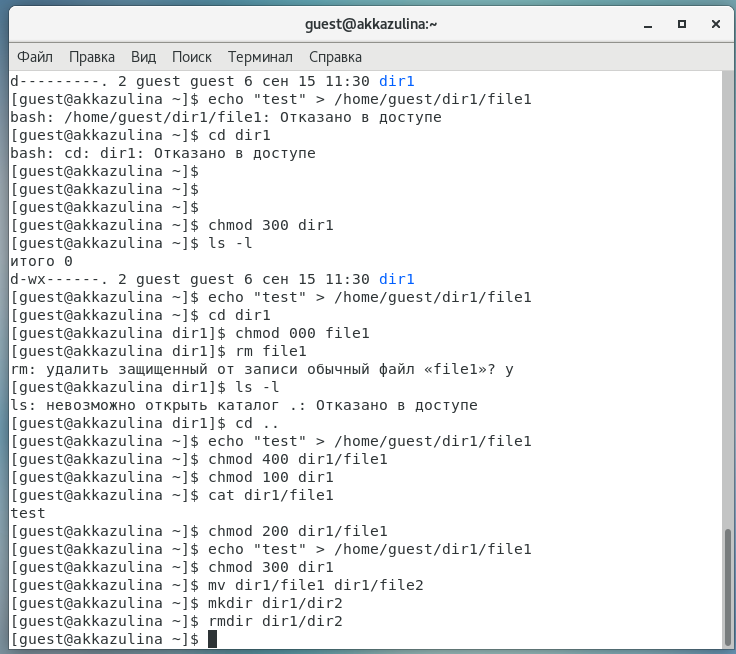 guest@akkazulina:~
Файл Правка Вид Поиск Терминал Справка
d---------. 2 guest guest 6 сен 15 11:30 dir1
[guest@akkazulina ~]$ echo "test" > /home/guest/dir1/file1
bash: /home/guest/dir1/file1: Отказано в доступе
[guest@akkazulina ~]$ cd dir1
bash: cd: dir1: Отказано в доступе
[guest@akkazulina ~]$
[guest@akkazulina ~]$
[guest@akkazulina ~]$
[guest@akkazulina ~]$ chmod 300 dir1
[guest@akkazulina ~]$ ls -l
итого 0
d-wx------. 2 guest guest 6 сен 15 11:30 dir1
[guest@akkazulina ~]$ echo "test" > /home/guest/dir1/file1
[guest@akkazulina ~]$ cd dir1
[guest@akkazulina dir1]$ chmod 000 file1
[guest@akkazulina dir1]$ rm file1
rm: удалить защищенный от записи обычный файл «file1»? y
[guest@akkazulina dir1]$ ls -l
ls: невозможно открыть каталог .: Отказано в доступе
[guest@akkazulina dir1]$ cd ..
[guest@akkazulina ~]$ echo "test" > /home/guest/dir1/file1
[guest@akkazulina ~]$ chmod 400 dir1/file1
[guest@akkazulina ~]$ chmod 100 dir1
[guest@akkazulina ~]$ cat dir1/file1
test
[guest@akkazulina ~]$ chmod 200 dir1/file1
[guest@akkazulina ~]$ echo "test" > /home/guest/dir1/file1
[guest@akkazulina ~]$ chmod 300 dir1
[guest@akkazulina ~]$ mv dir1/file1 dir1/file2
[guest@akkazulina ~]$ mkdir dir1/dir2
[guest@akkazulina ~]$ rmdir dir1/dir2
[guest@akkazulina ~]$